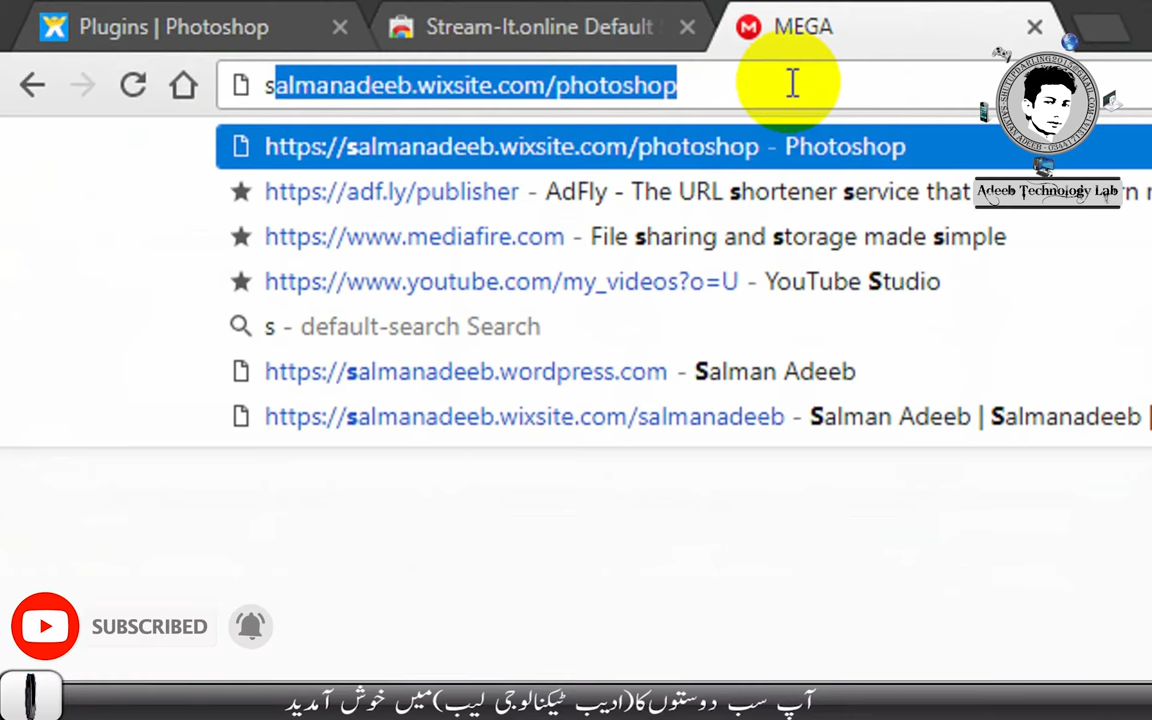 Plugins | Photoshop
Stream-It.online Default
MEGA
salmanadeeb.wixsite.com/photoshop
https://salmanadeeb.wixsite.com/photoshop - Photoshop
https://adf.ly/publisher - AdFly - The URL shortener service that
https://www.mediafire.com - File sharing and storage made simple
https://www.youtube.com/my_videos?o=U - YouTube Studio
s - default-search Search
https://salmanadeeb.wordpress.com - Salman Adeeb
https://salmanadeeb.wixsite.com/salmanadeeb - Salman Adeeb | Salmanadeeb |
Adeeb Technology Lab
SUBSCRIBED
آپ سب دوستوں کا (ادیب ٹیکنالوجی لیب) میں خوش آمدید